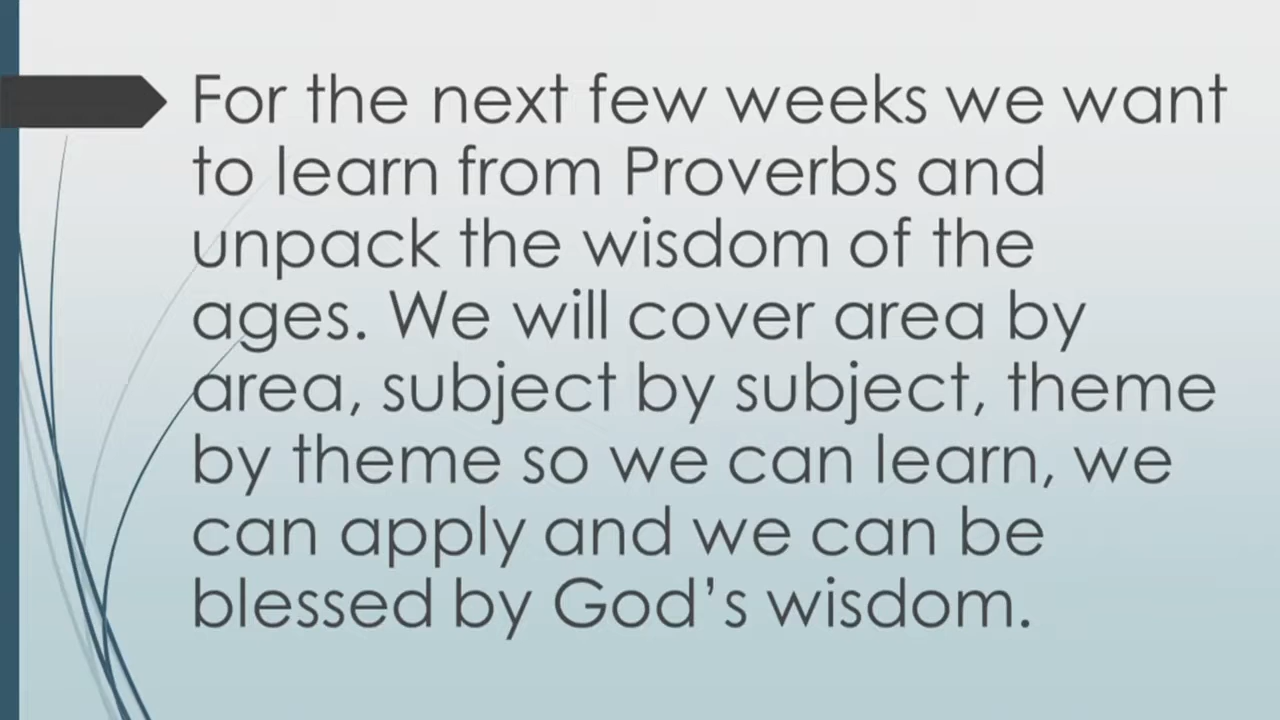 For the next few weeks we want
to learn from Proverbs and
unpack the wisdom of the
ages. We will cover area by
area, subject by subject, theme
by theme so we can learn, we
can apply and we can be
blessed by God’s wisdom.